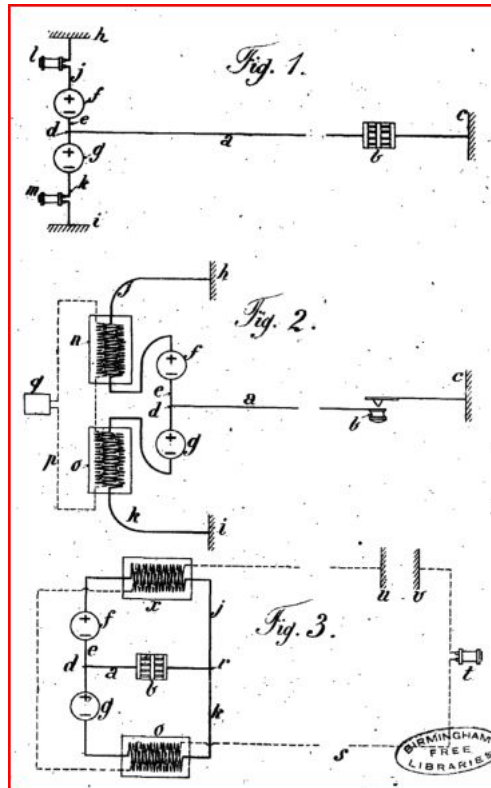 h
l
j
f
Fig. 1.
e
d
a
c
g
b
m
k
i
j
h
n
Fig. 2.
f
q
e
c
d
a
b
g
p
o
k
i
x
u
v
f
j
Fig. 3.
e
d
a
r
b
t
g
k
o
s
BIRMINGHAM
FREE
LIBRARIES